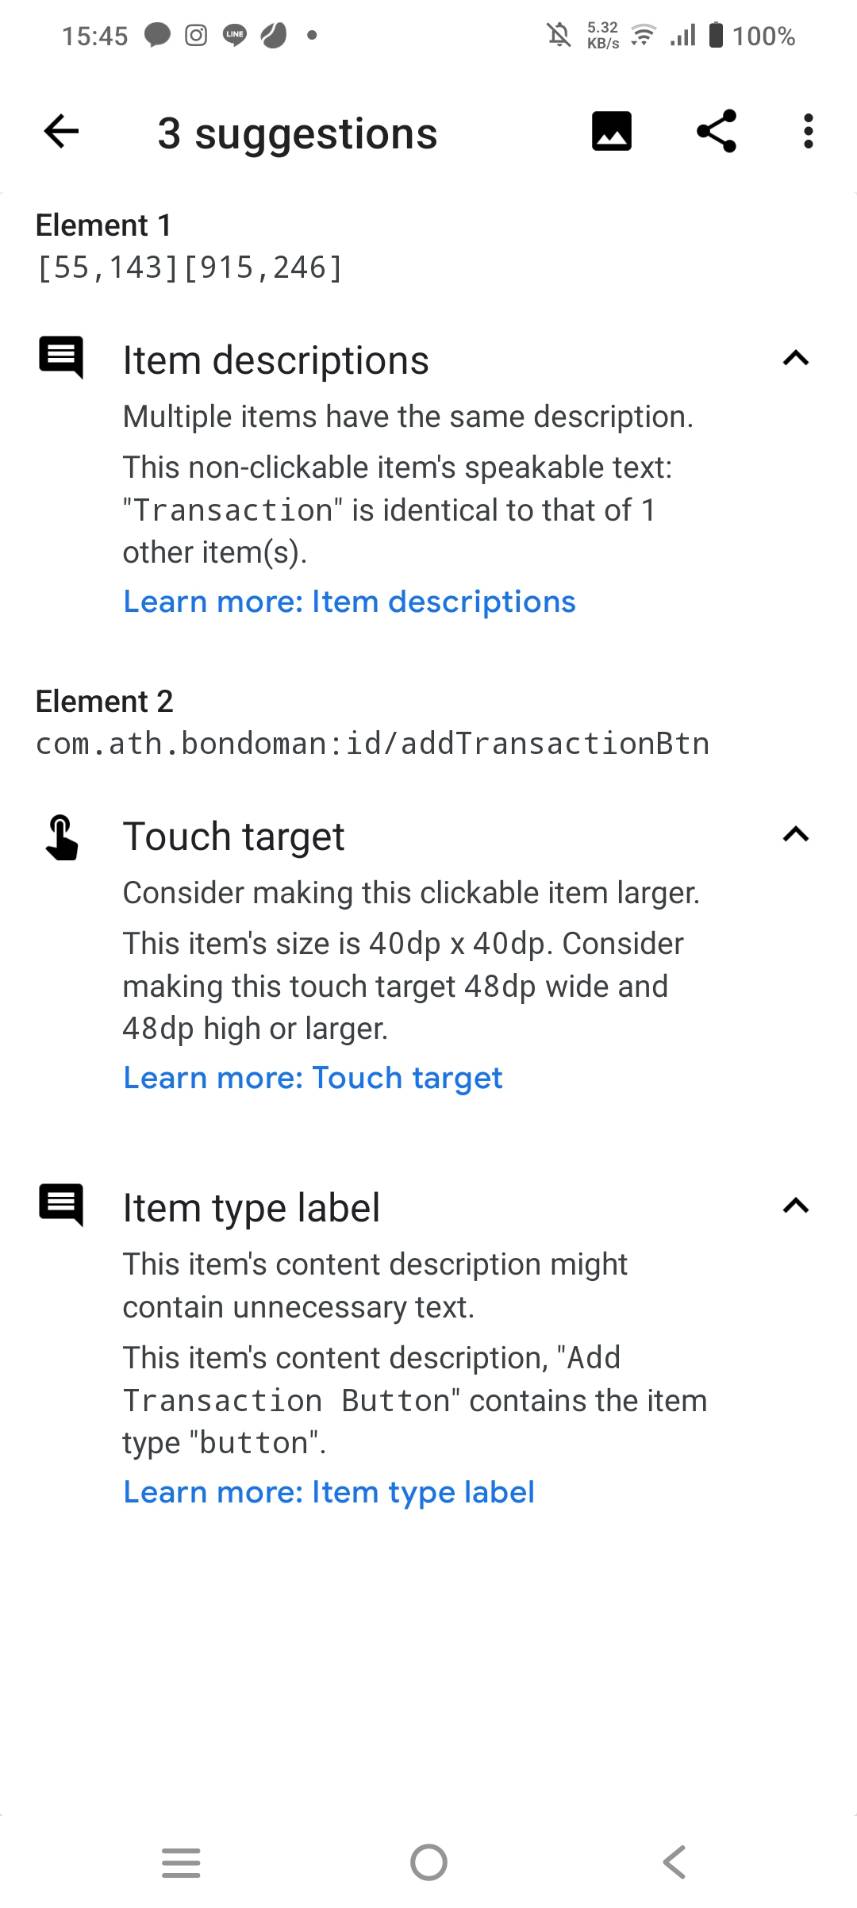 15:45 LINE 5.32 KB/s 100%
3 suggestions
Element 1
[55,143][915,246]
Item descriptions
Multiple items have the same description.
This non-clickable item's speakable text:
"Transaction" is identical to that of 1
other item(s).
Learn more: Item descriptions
Element 2
com.ath.bondoman:id/addTransactionBtn
Touch target
Consider making this clickable item larger.
This item's size is 40dp x 40dp. Consider
making this touch target 48dp wide and
48dp high or larger.
Learn more: Touch target
Item type label
This item's content description might
contain unnecessary text.
This item's content description, "Add
Transaction Button" contains the item
type "button".
Learn more: Item type label